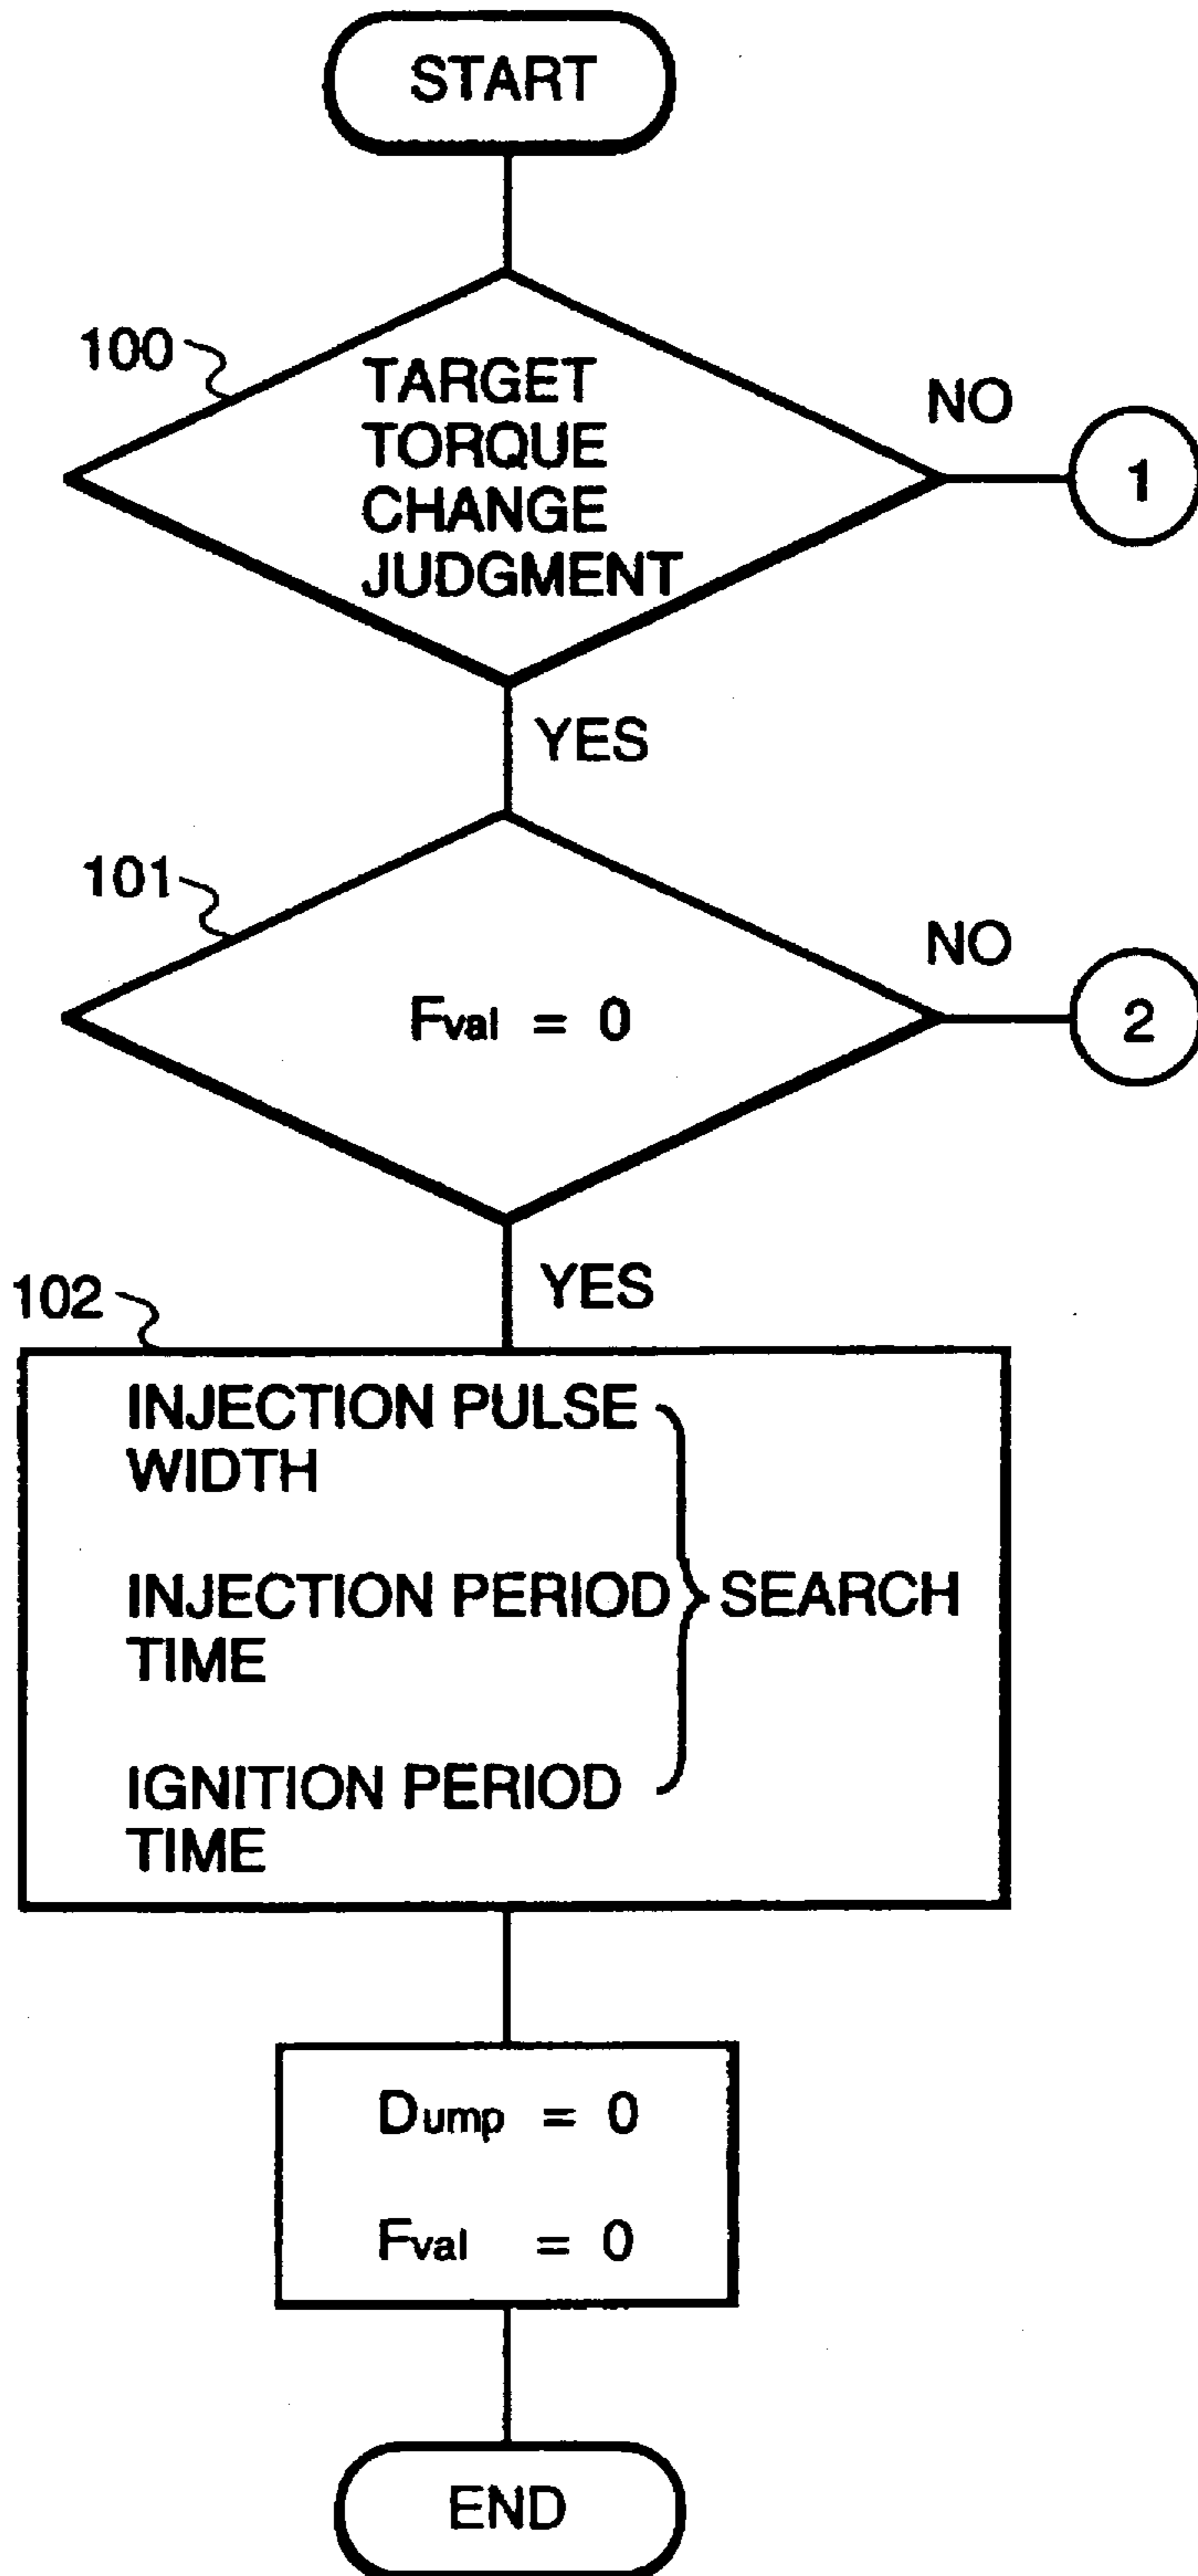 START
100
TARGET
TORQUE
CHANGE
JUDGMENT
NO
1
YES
101
Fval = 0
NO
2
YES
102
INJECTION PULSE
WIDTH
INJECTION PERIOD
TIME
SEARCH
IGNITION PERIOD
TIME
Dump = 0
Fval = 0
END